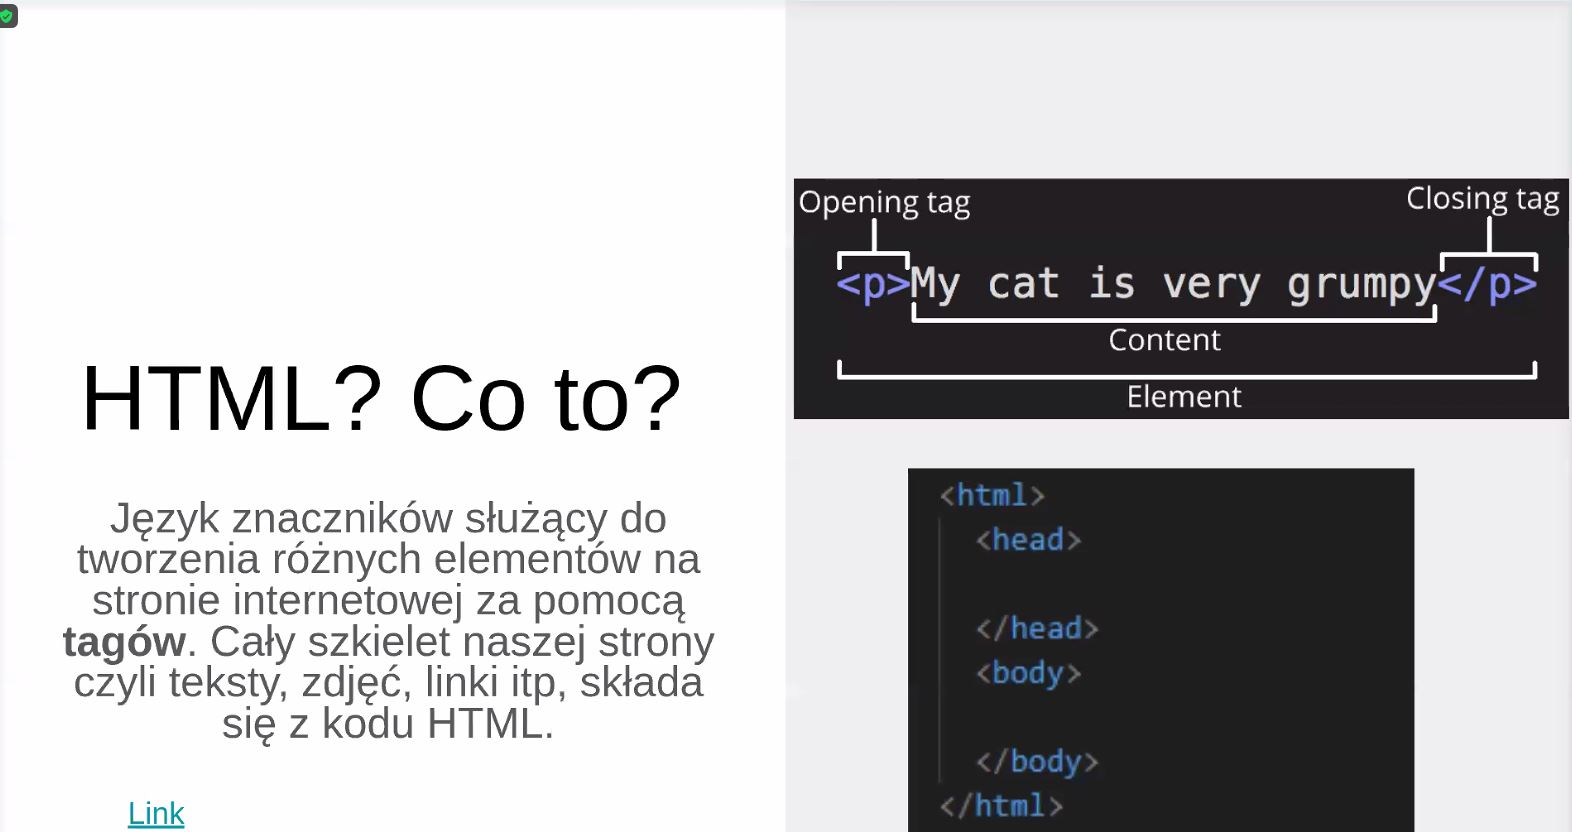 HTML? Co to?
Język znaczników służący do
tworzenia różnych elementów na
stronie internetowej za pomocą
tagów. Cały szkielet naszej strony
czyli teksty, zdjęć, linki itp, składa
się z kodu HTML.
Link
Opening tag
Closing tag
<p>My cat is very grumpy</p>
Content
Element
<html>
<head>
</head>
<body>
</body>
</html>